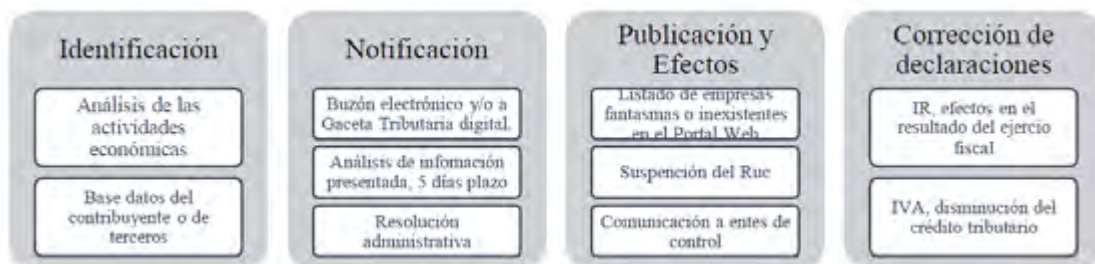 Identificación
Análisis de las
actividades
económicas
Base datos del
contribuyente o de
terceros
Notificación
Buzón electrónico y/o a
Gaceta Tributaria digital.
Análisis de infomación
presentada, 5 días plazo
Resolución
administrativa
Publicación y
Efectos
Listado de empresas
fantasmas o inexistentes
en el Portal Web
Suspención del Ruc
Comunicación a entes de
control
Corrección de
declaraciones
IR, efectos en el
resultado del ejercio
fiscal
IVA, disminución del
crédito tributario